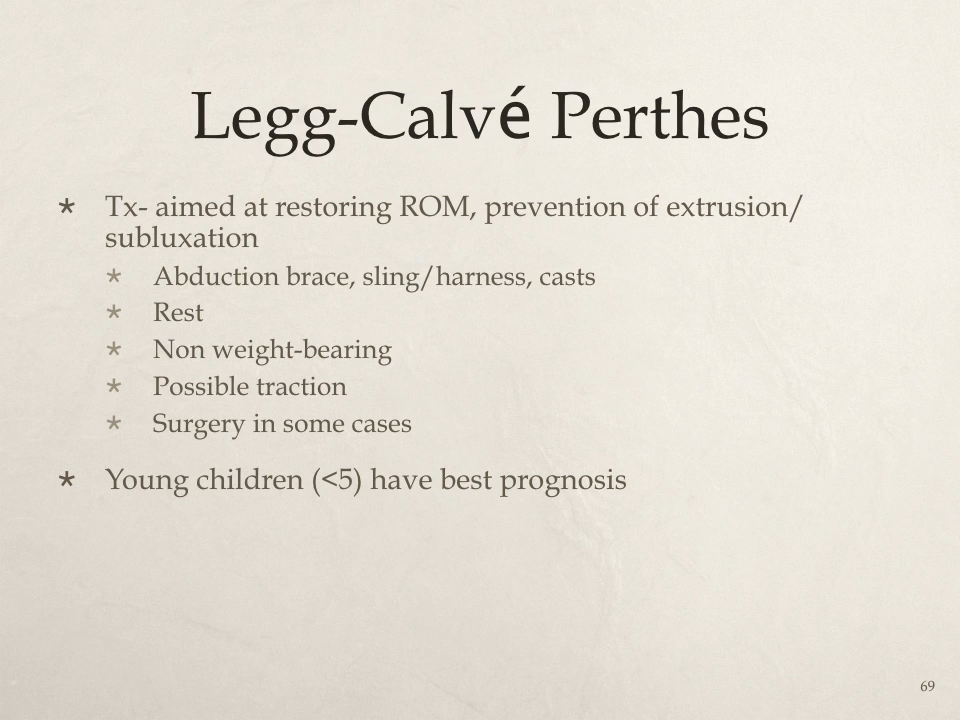 Legg-Calvé Perthes
* Tx- aimed at restoring ROM, prevention of extrusion/
subluxation
* Abduction brace, sling/harness, casts
* Rest
* Non weight-bearing
* Possible traction
* Surgery in some cases
* Young children (<5) have best prognosis
69